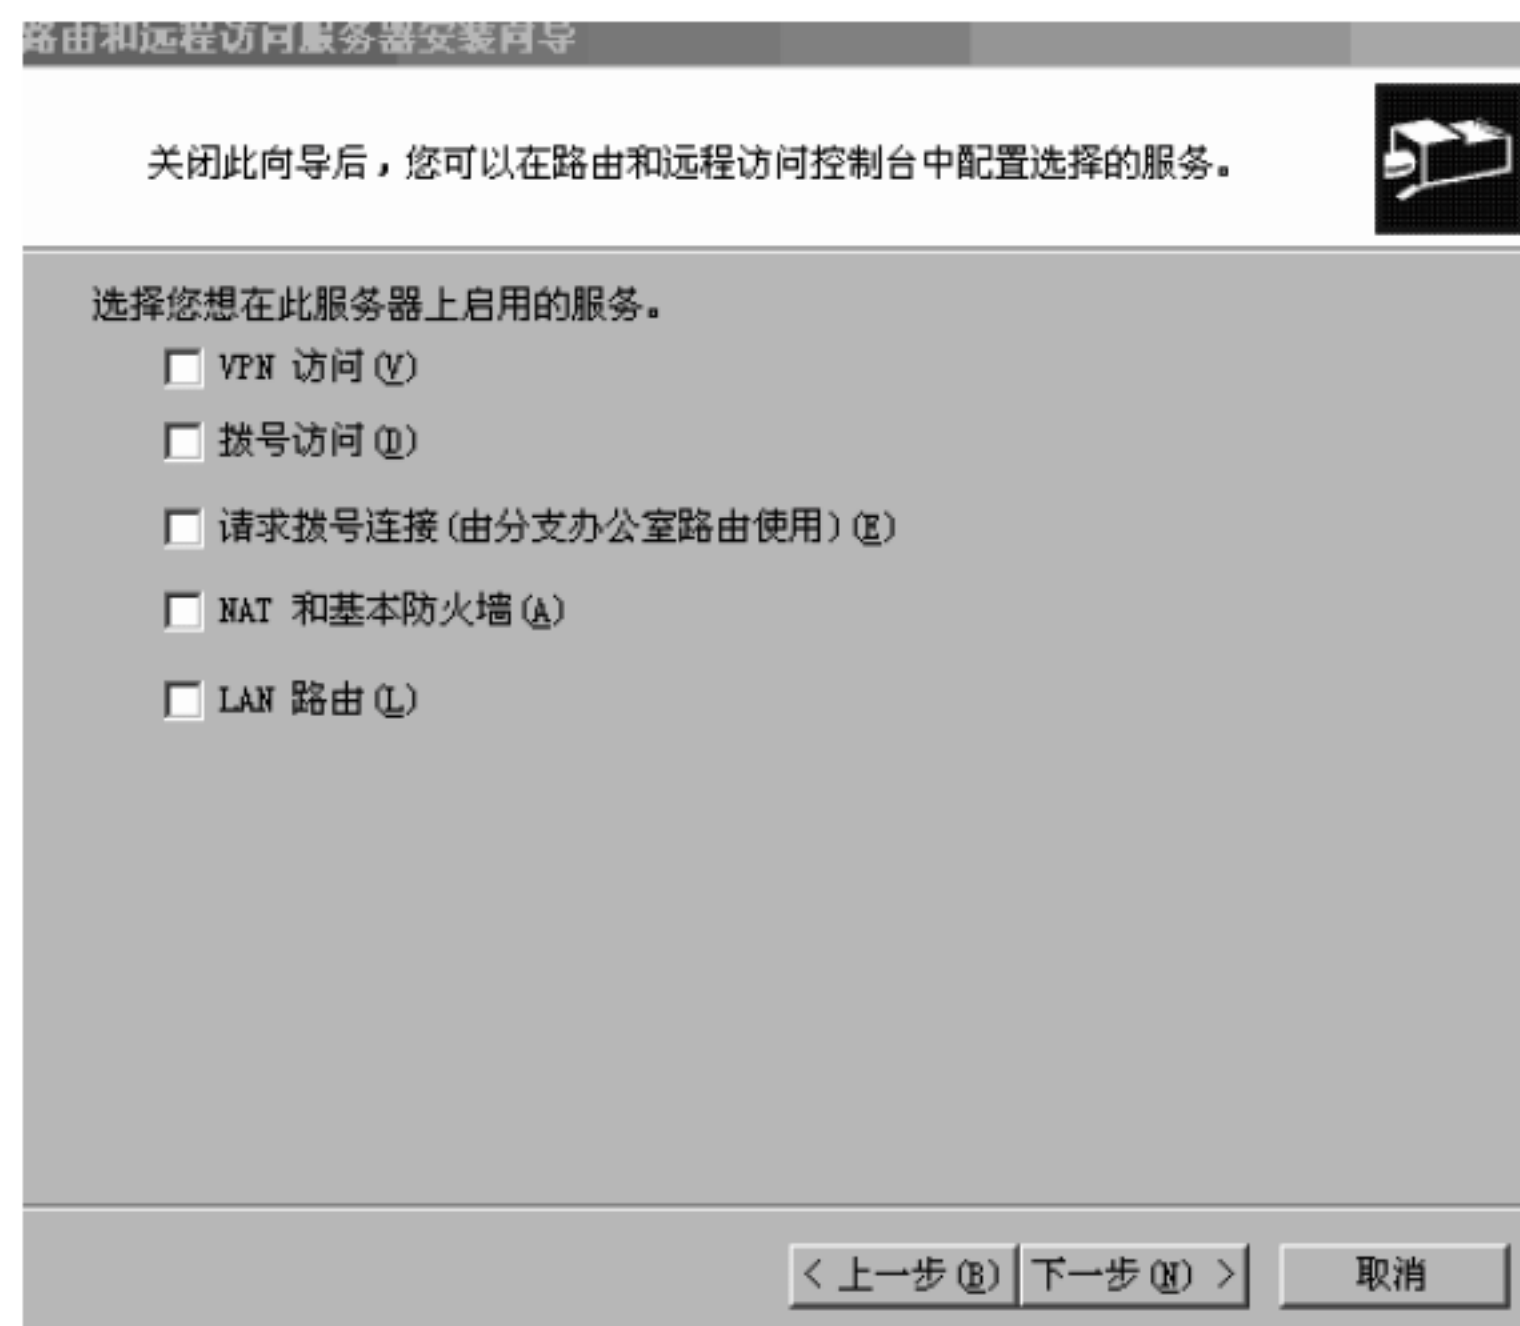 路由和远程访问服务器安装向导
关闭此向导后，您可以在路由和远程访问控制台中配置选择的服务。
选择您想在此服务器上启用的服务。
VPN 访问(V)
拨号访问(D)
请求拨号连接(由分支办公室路由使用)(E)
NAT 和基本防火墙(A)
LAN 路由(L)
< 上一步(B) 下一步(N) > 取消